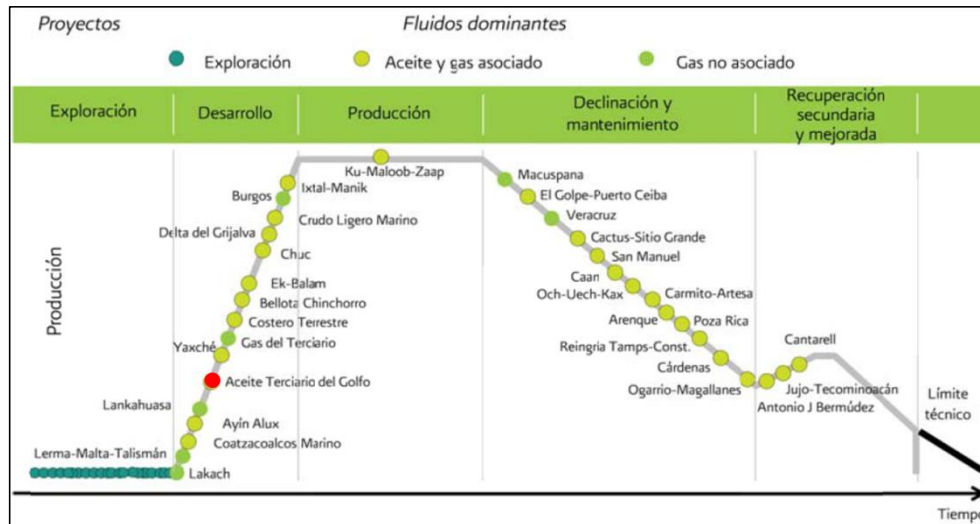 Proyectos
Fluidos dominantes
Exploración
Aceite y gas asociado
Gas no asociado
Exploración
Desarrollo
Producción
Declinación y
mantenimiento
Recuperación
secundaria
y mejorada
Producción
Ku-Maloob-Zaap
Ixtal-Manik
Burgos
Crudo Ligero Marino
Delta del Grijalva
Chuc
Ek-Balam
Bellota Chinchorro
Costero Terrestre
Gas del Terciario
Yaxché
Aceite Terciario del Golfo
Lankahuasa
Ayín Alux
Coatzacoalcos Marino
Lerma-Malta-Talismán
Lakach
Macuspana
El Golpe-Puerto Ceiba
Veracruz
Cactus-Sitio Grande
San Manuel
Caan
Och-Uech-Kax
Carmito-Artesa
Arenque
Poza Rica
Reingria Tamps-Const.
Cárdenas
Ogarrio-Magallanes
Cantarell
Jujo-Tecominoacán
Antonio J Bermúdez
Límite
técnico
Tiempo